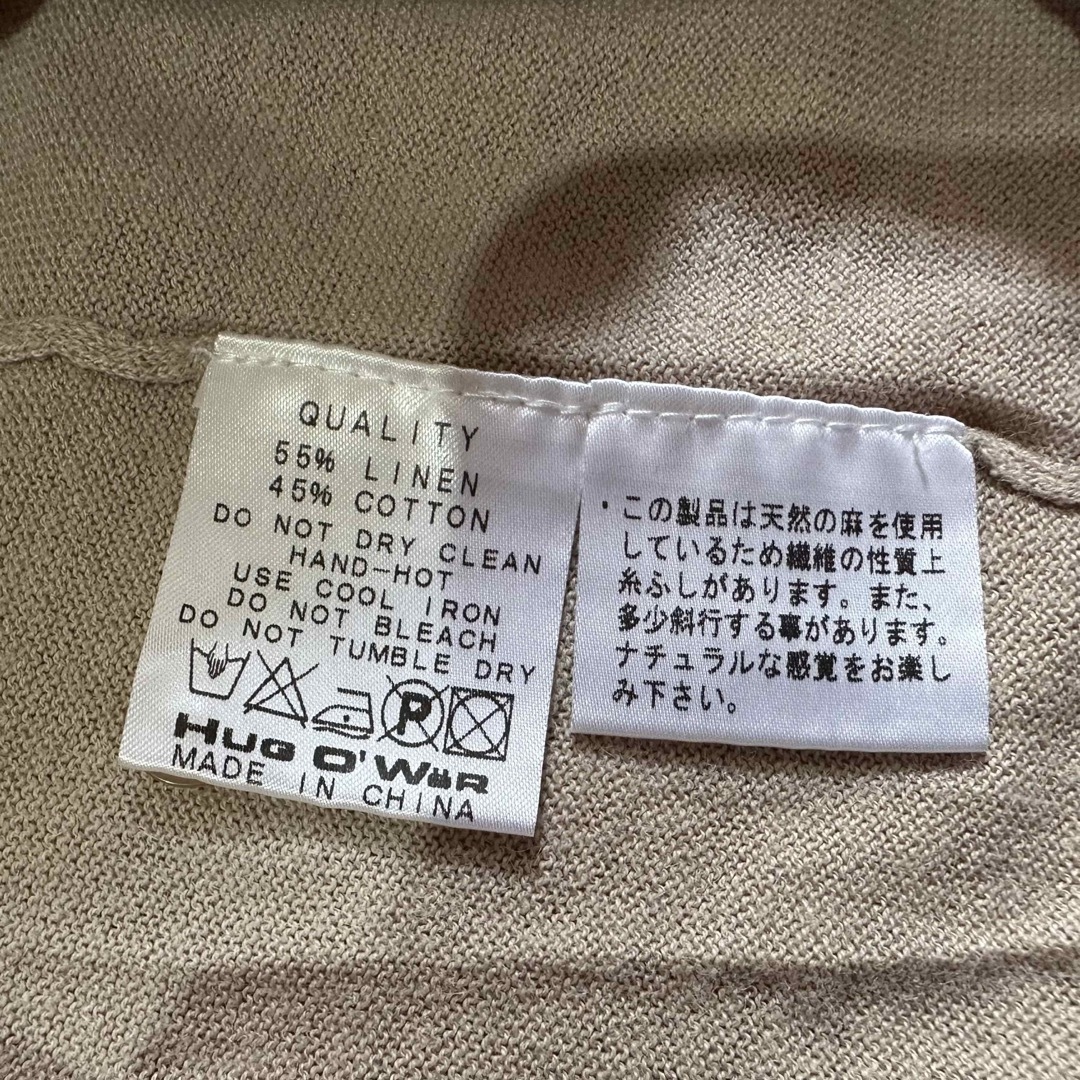 QUALITY
55% LINEN
45% COTTON
DO NOT DRY CLEAN
HAND-HOT
USE COOL IRON
DO NOT BLEACH
DO NOT TUMBLE DRY
P
HUG O'WäR
MADE IN CHINA
・この製品は天然の麻を使用
しているため繊維の性質上
糸ふしがあります。また、
多少斜行する事があります。
ナチュラルな感覚をお楽し
み下さい。